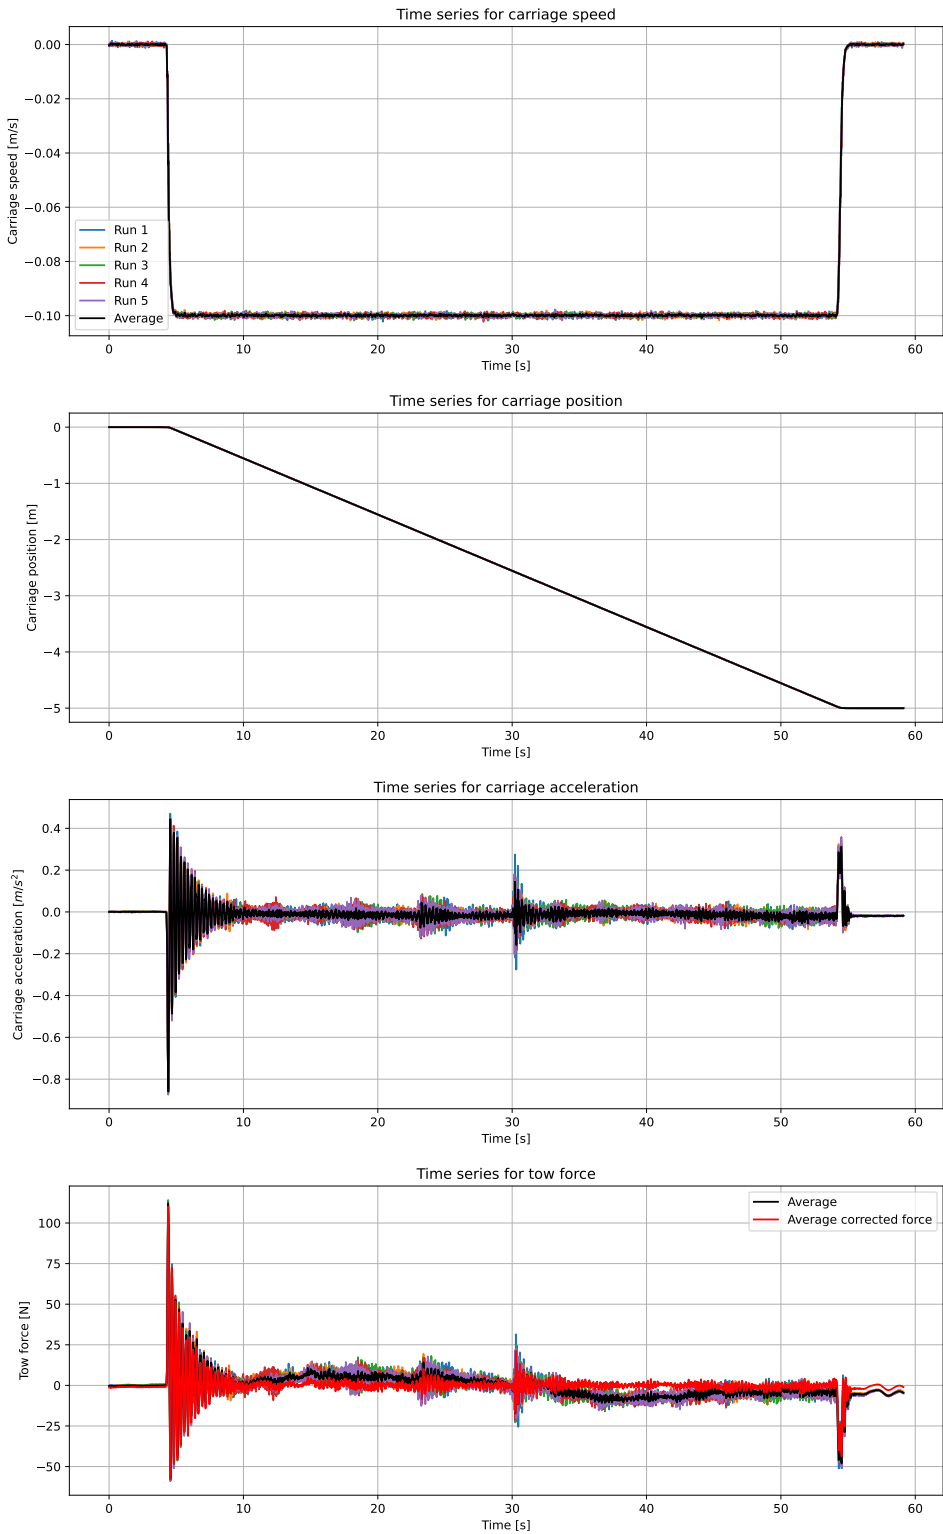 Time series for carriage speed
Carriage speed [m/s]
0.00
−0.02
−0.04
−0.06
−0.08
−0.10
Run 1
Run 2
Run 3
Run 4
Run 5
Average
0 10 20 30 40 50 60
Time [s]
Time series for carriage position
Carriage position [m]
0
−1
−2
−3
−4
−5
0 10 20 30 40 50 60
Time [s]
Time series for carriage acceleration
Carriage acceleration [m/s²]
0.4
0.2
0.0
−0.2
−0.4
−0.6
−0.8
0 10 20 30 40 50 60
Time [s]
Time series for tow force
Tow force [N]
100
75
50
25
0
−25
−50
Average
Average corrected force
0 10 20 30 40 50 60
Time [s]